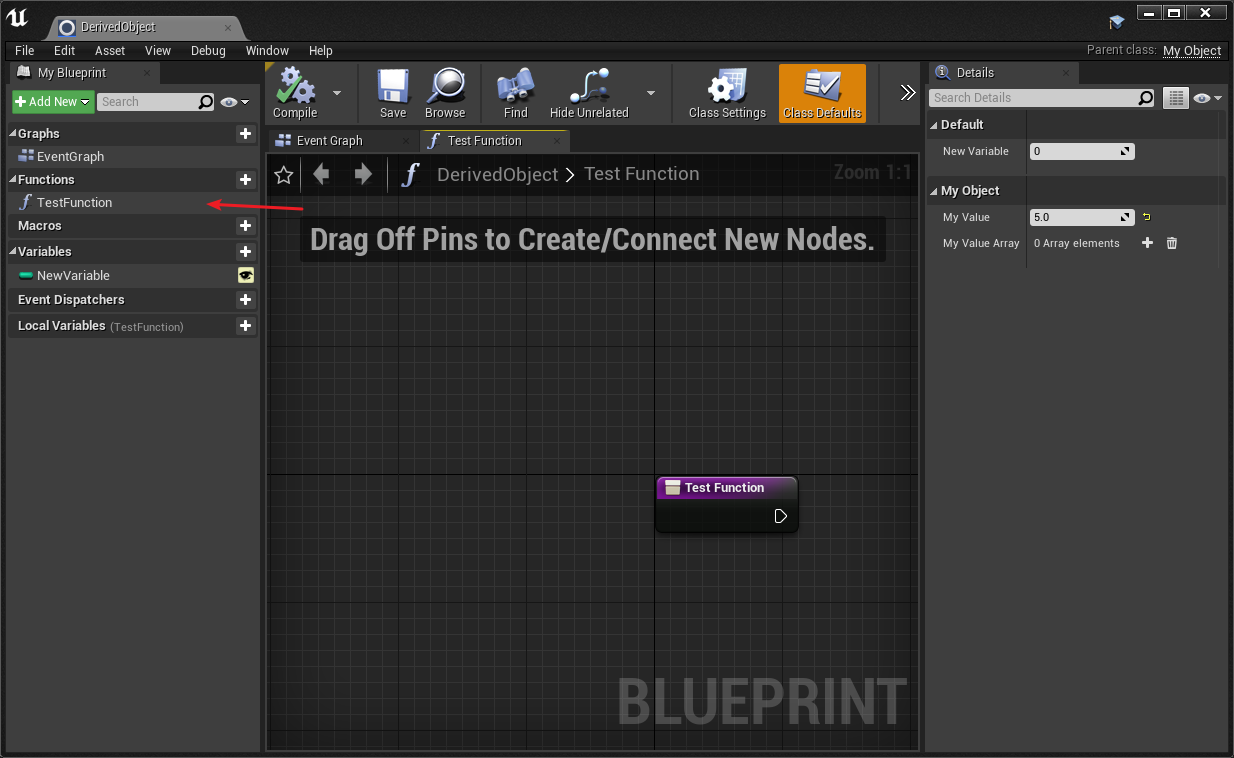 DerivedObject
File Edit Asset View Debug Window Help
Parent class: My Object
My Blueprint
Add New
Search
Graphs
EventGraph
Functions
TestFunction
Macros
Variables
NewVariable
Event Dispatchers
Local Variables (TestFunction)
Compile
Save
Browse
Find
Hide Unrelated
Class Settings
Class Defaults
Event Graph
Test Function
DerivedObject > Test Function
Zoom 1:1
Drag Off Pins to Create/Connect New Nodes.
Test Function
BLUEPRINT
Details
Search Details
Default
New Variable 0
My Object
My Value 5.0
My Value Array 0 Array elements